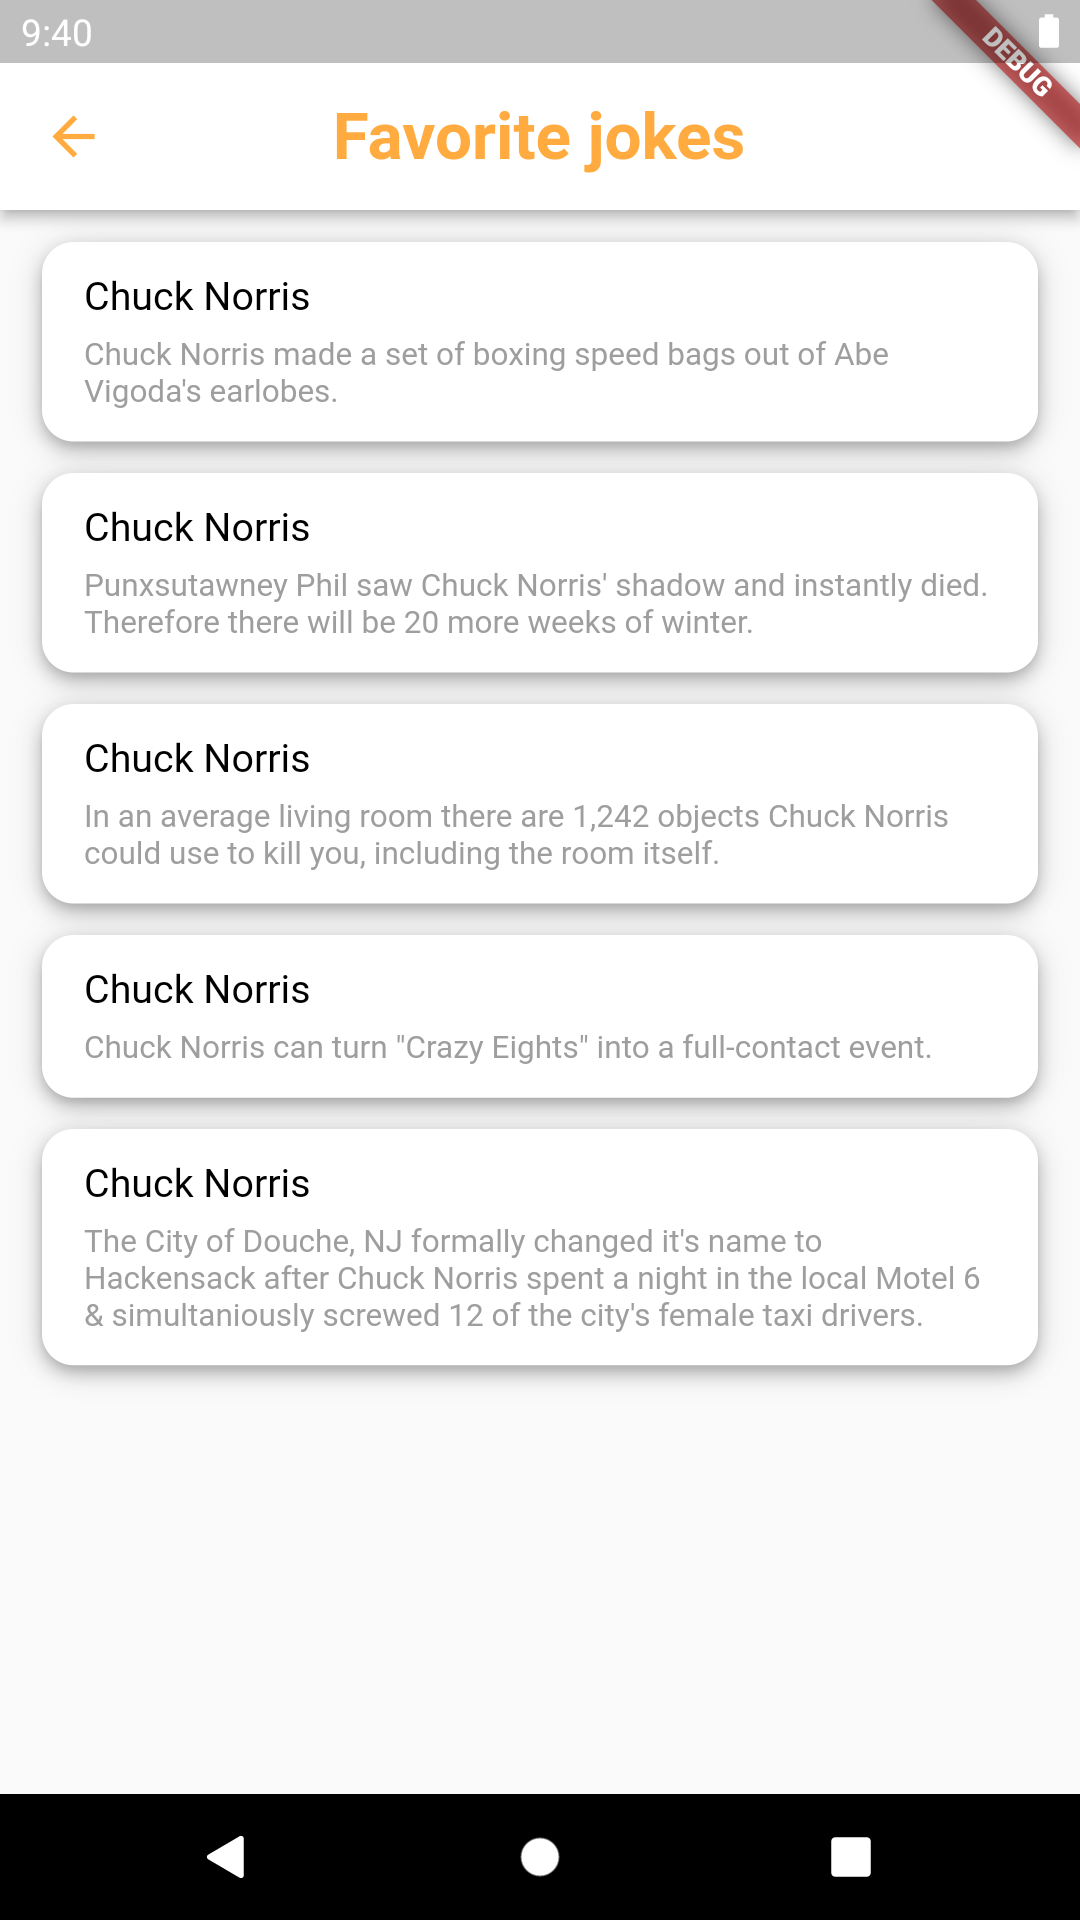 9:40
DEBUG
Favorite jokes
Chuck Norris
Chuck Norris made a set of boxing speed bags out of Abe
Vigoda's earlobes.
Chuck Norris
Punxsutawney Phil saw Chuck Norris' shadow and instantly died.
Therefore there will be 20 more weeks of winter.
Chuck Norris
In an average living room there are 1,242 objects Chuck Norris
could use to kill you, including the room itself.
Chuck Norris
Chuck Norris can turn "Crazy Eights" into a full-contact event.
Chuck Norris
The City of Douche, NJ formally changed it's name to
Hackensack after Chuck Norris spent a night in the local Motel 6
& simultaniously screwed 12 of the city's female taxi drivers.